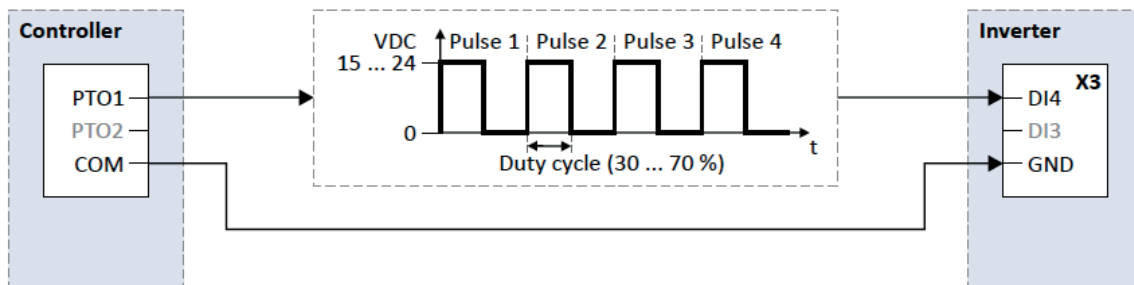 Controller
PTO1
PTO2
COM
VDC
15 ... 24
0
Pulse 1 Pulse 2 Pulse 3 Pulse 4
t
Duty cycle (30 ... 70 %)
Inverter
X3
DI4
DI3
GND